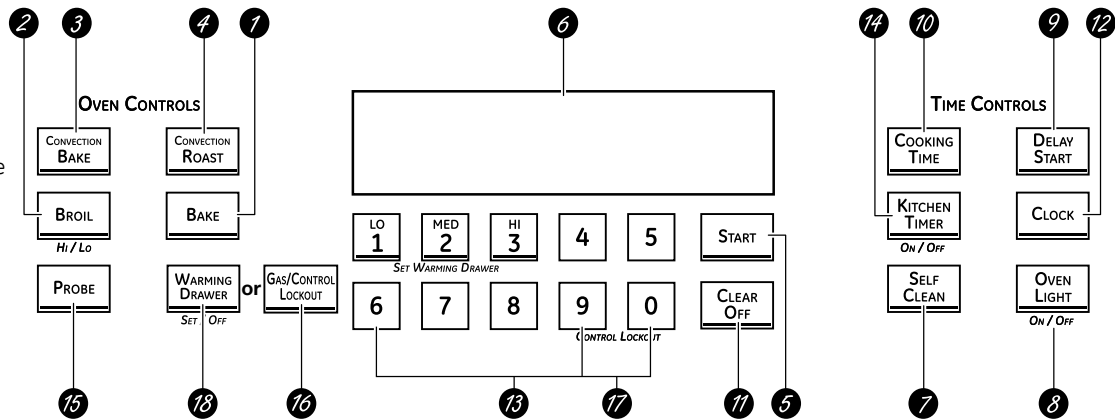 2 3 4 1 6 14 10 9 12
OVEN CONTROLS
TIME CONTROLS
CONVECTION BAKE
CONVECTION ROAST
COOKING TIME
DELAY START
e
BROIL
HI / LO
BAKE
LO 1
MED 2
HI 3
4
5
START
SET WARMING DRAWER
KITCHEN TIMER
ON / OFF
CLOCK
PROBE
WARMING DRAWER
SET / OFF
or
GAS/CONTROL LOCKOUT
6
7
8
9
0
CONTROL LOCKOUT
CLEAR OFF
SELF CLEAN
OVEN LIGHT
ON / OFF
15 18 16 13 17 11 5 7 8